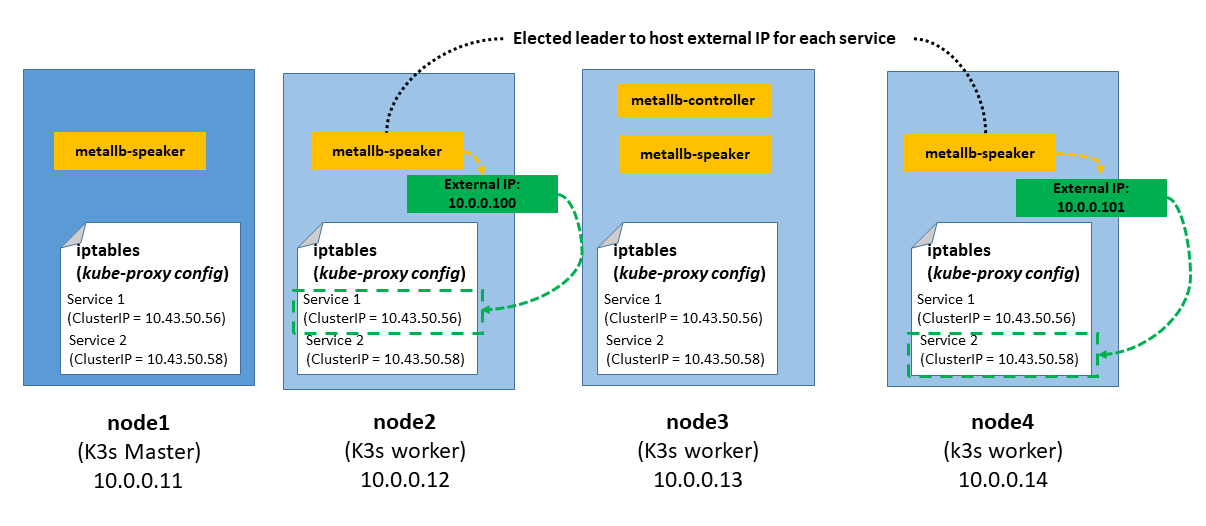 Elected leader to host external IP for each service
metallb-speaker
iptables
(kube-proxy config)
Service 1
(ClusterIP = 10.43.50.56)
Service 2
(ClusterIP = 10.43.50.58)
node1
(K3s Master)
10.0.0.11
metallb-speaker
External IP:
10.0.0.100
iptables
(kube-proxy config)
Service 1
(ClusterIP = 10.43.50.56)
Service 2
(ClusterIP = 10.43.50.58)
node2
(K3s worker)
10.0.0.12
metallb-controller
metallb-speaker
iptables
(kube-proxy config)
Service 1
(ClusterIP = 10.43.50.56)
Service 2
(ClusterIP = 10.43.50.58)
node3
(K3s worker)
10.0.0.13
metallb-speaker
External IP:
10.0.0.101
iptables
(kube-proxy config)
Service 1
(ClusterIP = 10.43.50.56)
Service 2
(ClusterIP = 10.43.50.58)
node4
(k3s worker)
10.0.0.14